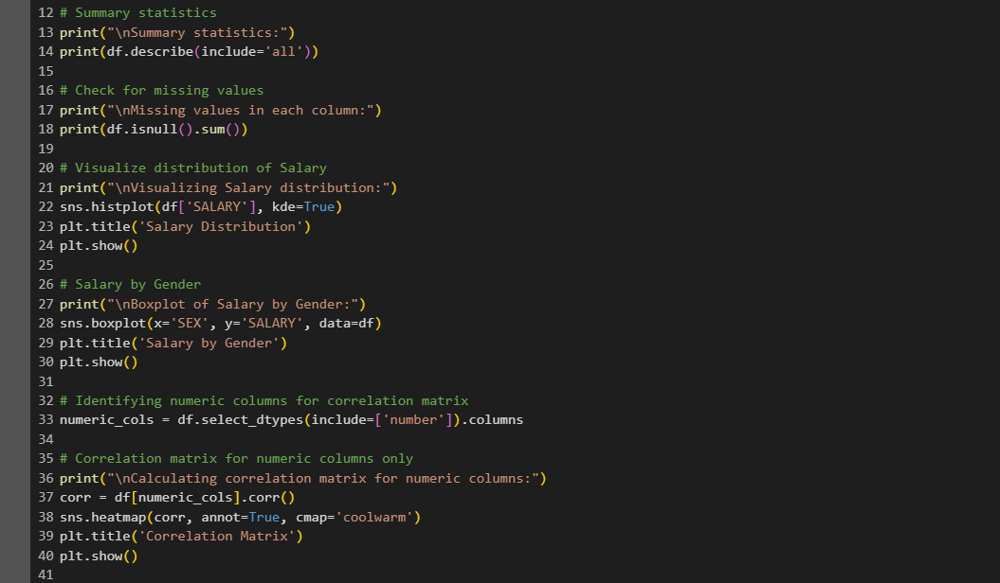 12 # Summary statistics
13 print("\nSummary statistics:")
14 print(df.describe(include='all'))
15
16 # Check for missing values
17 print("\nMissing values in each column:")
18 print(df.isnull().sum())
19
20 # Visualize distribution of Salary
21 print("\nVisualizing Salary distribution:")
22 sns.histplot(df['SALARY'], kde=True)
23 plt.title('Salary Distribution')
24 plt.show()
25
26 # Salary by Gender
27 print("\nBoxplot of Salary by Gender:")
28 sns.boxplot(x='SEX', y='SALARY', data=df)
29 plt.title('Salary by Gender')
30 plt.show()
31
32 # Identifying numeric columns for correlation matrix
33 numeric_cols = df.select_dtypes(include=['number']).columns
34
35 # Correlation matrix for numeric columns only
36 print("\nCalculating correlation matrix for numeric columns:")
37 corr = df[numeric_cols].corr()
38 sns.heatmap(corr, annot=True, cmap='coolwarm')
39 plt.title('Correlation Matrix')
40 plt.show()
41